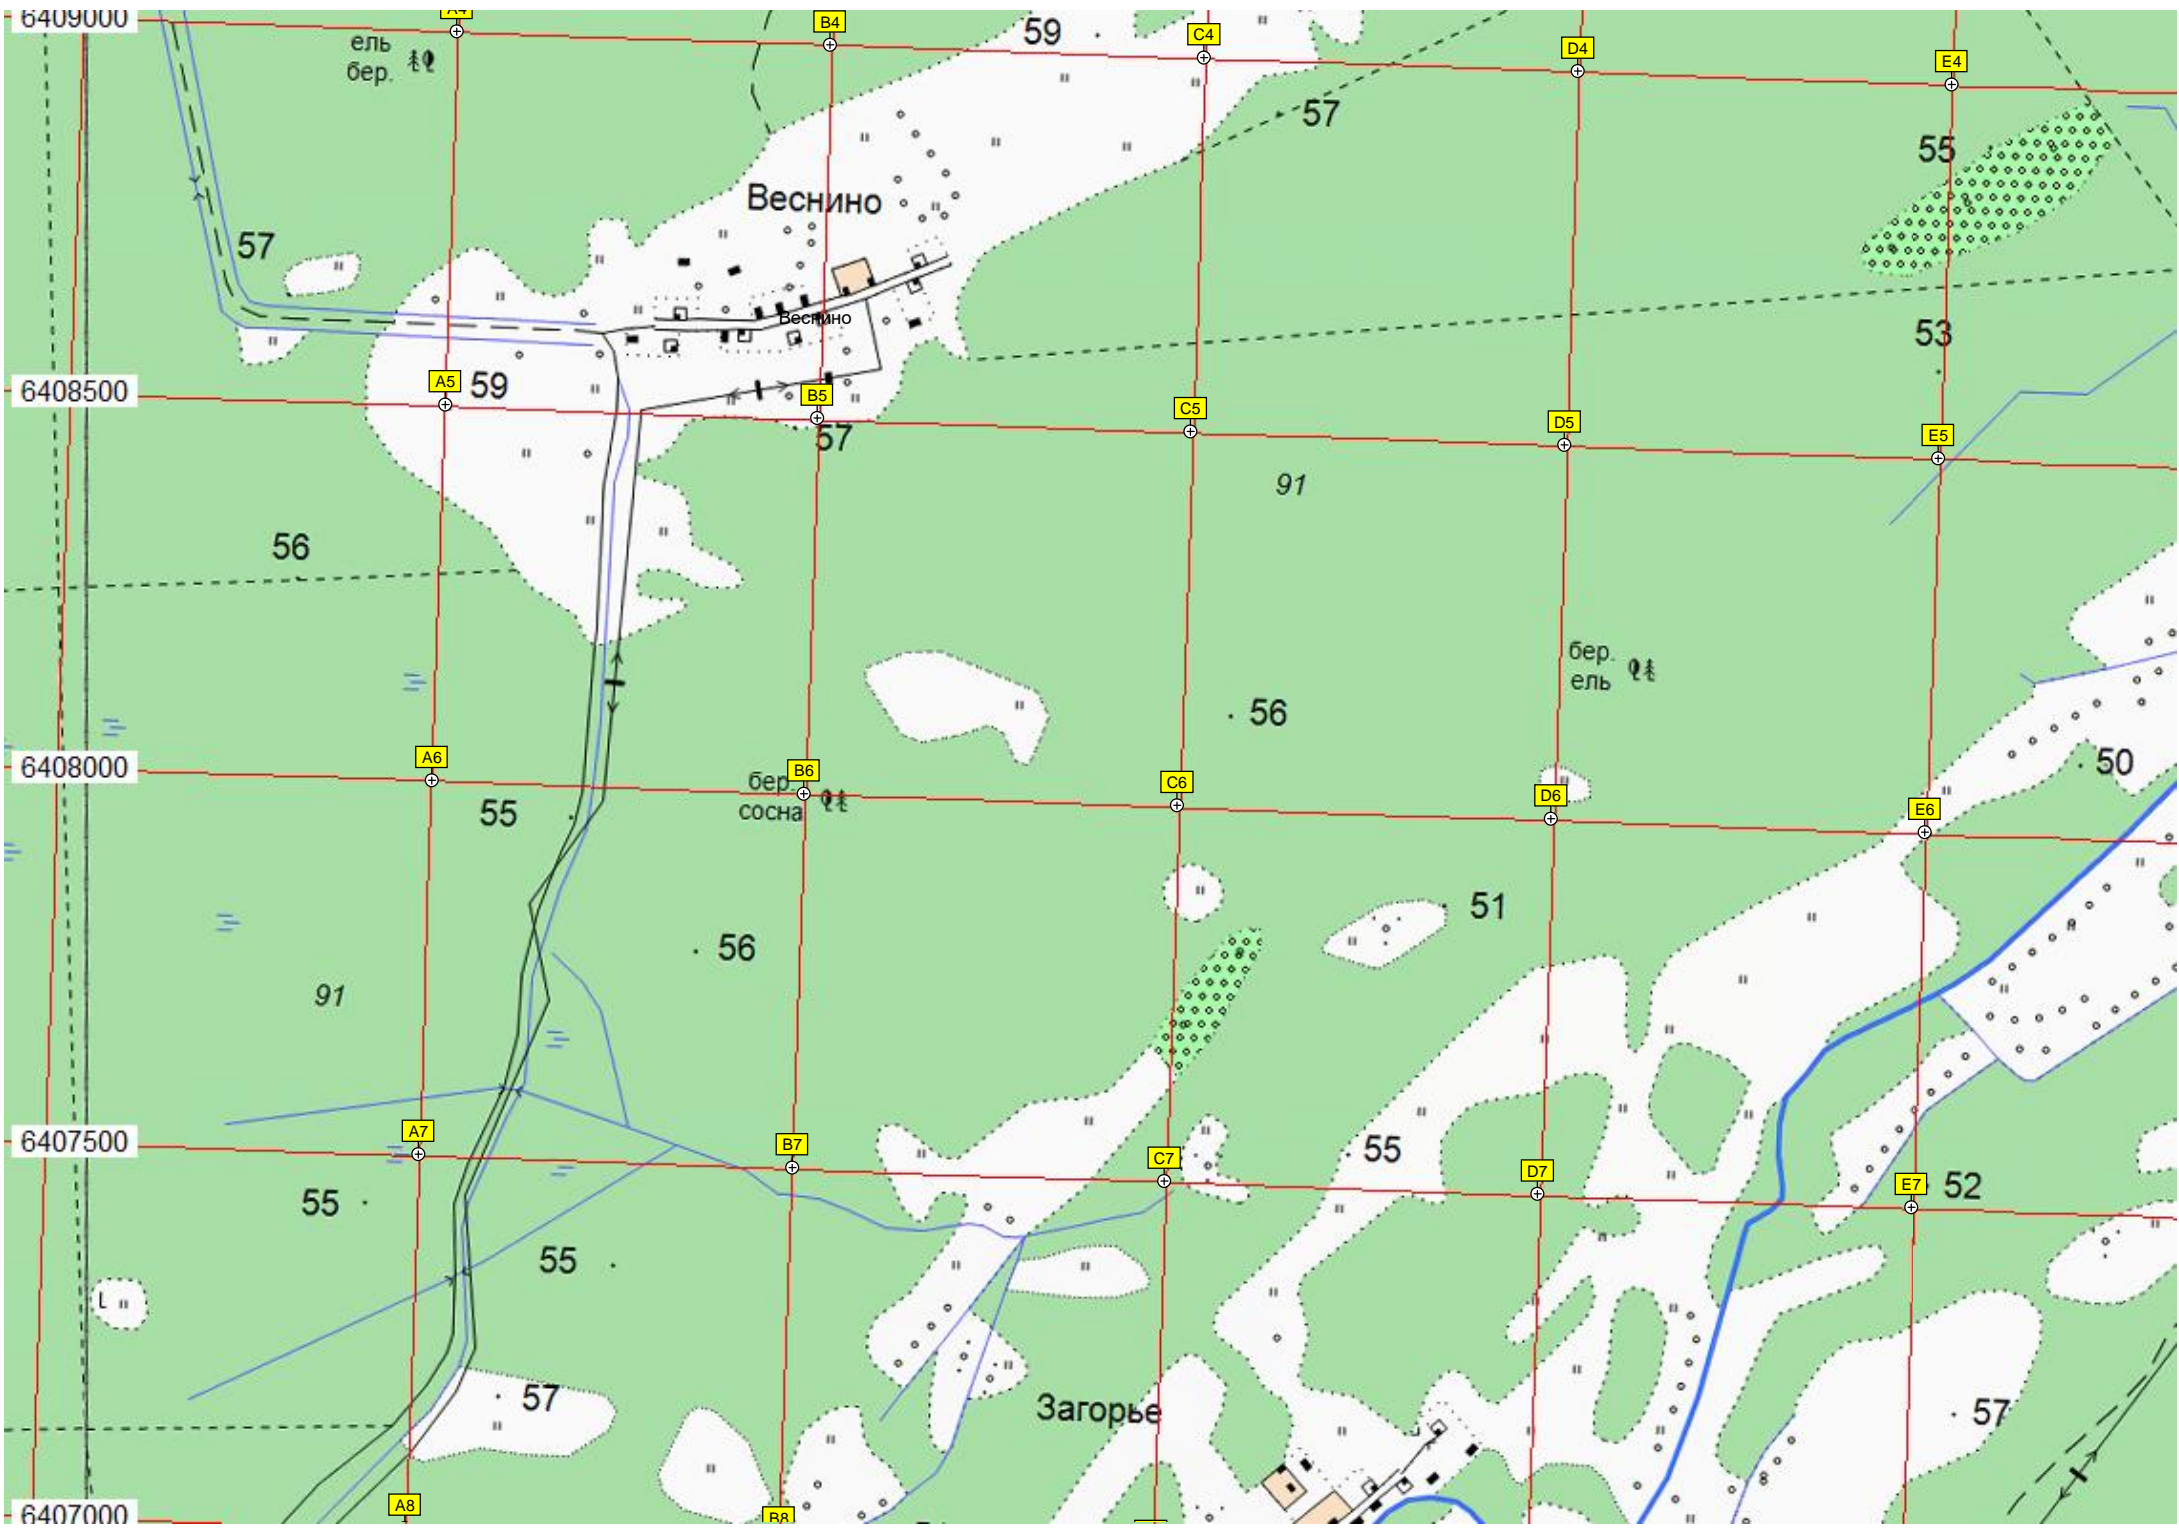 6409000
A4
B4
C4
D4
E4
59
ель
бер.
57
55
Веснино
57
Веснино
53
6408500
A5
59
B5
57
C5
D5
E5
91
56
бер.
ель
56
50
6408000
A6
55
бер.
сосна
B6
C6
D6
E6
51
56
91
6407500
A7
B7
C7
55
D7
E7
52
55
55
L
57
Загорье
57
6407000
A8
B8